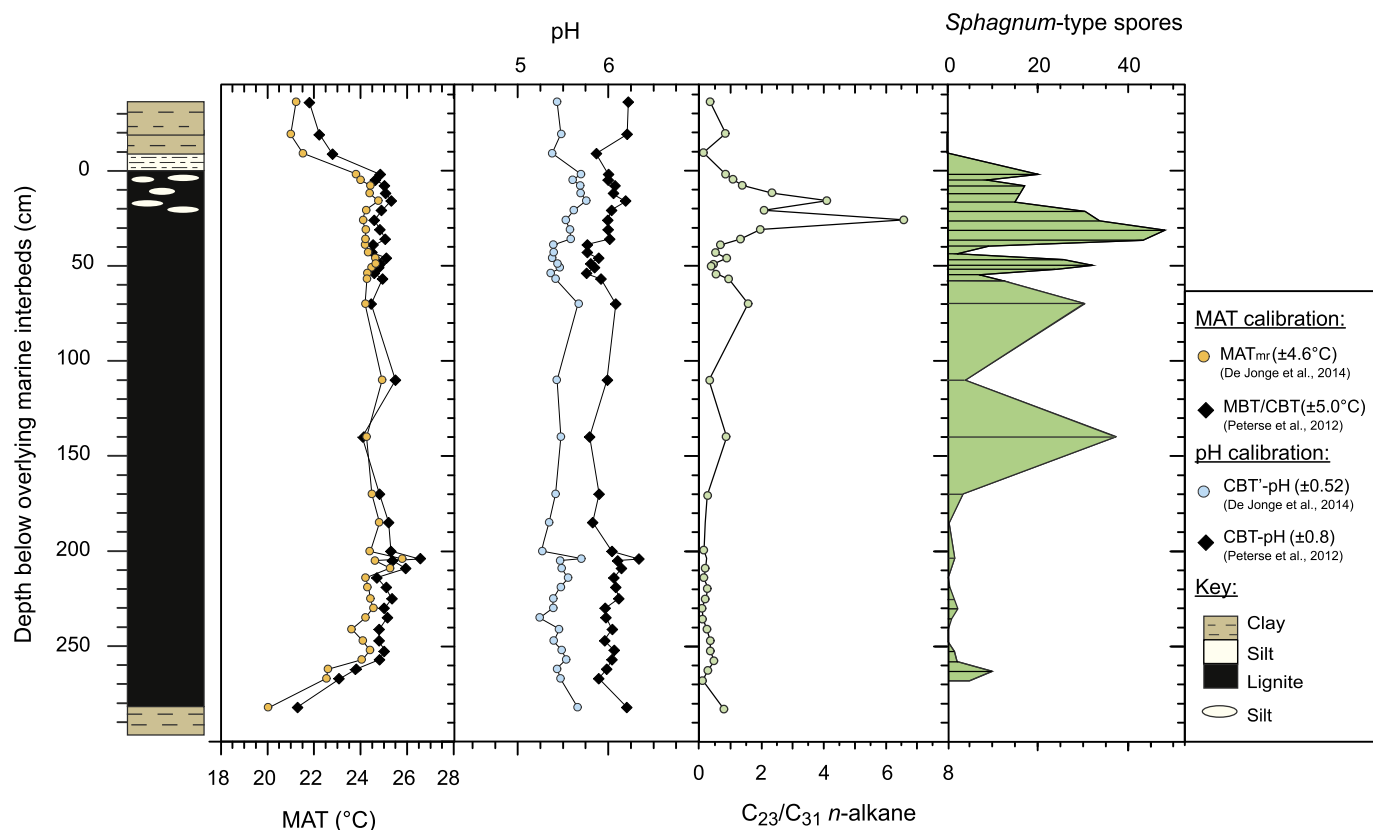 pH
Sphagnum-type spores
5 6
0 20 40
Depth below overlying marine interbeds (cm)
0
50
100
150
200
250
18 20 22 24 26 28
MAT (°C)
0 2 4 6 8
C23/C31 n-alkane
MAT calibration:
MATmr (±4.6°C)
(De Jonge et al., 2014)
MBT/CBT (±5.0°C)
(Peterse et al., 2012)
pH calibration:
CBT'-pH (±0.52)
(De Jonge et al., 2014)
CBT-pH (±0.8)
(Peterse et al., 2012)
Key:
Clay
Silt
Lignite
Silt